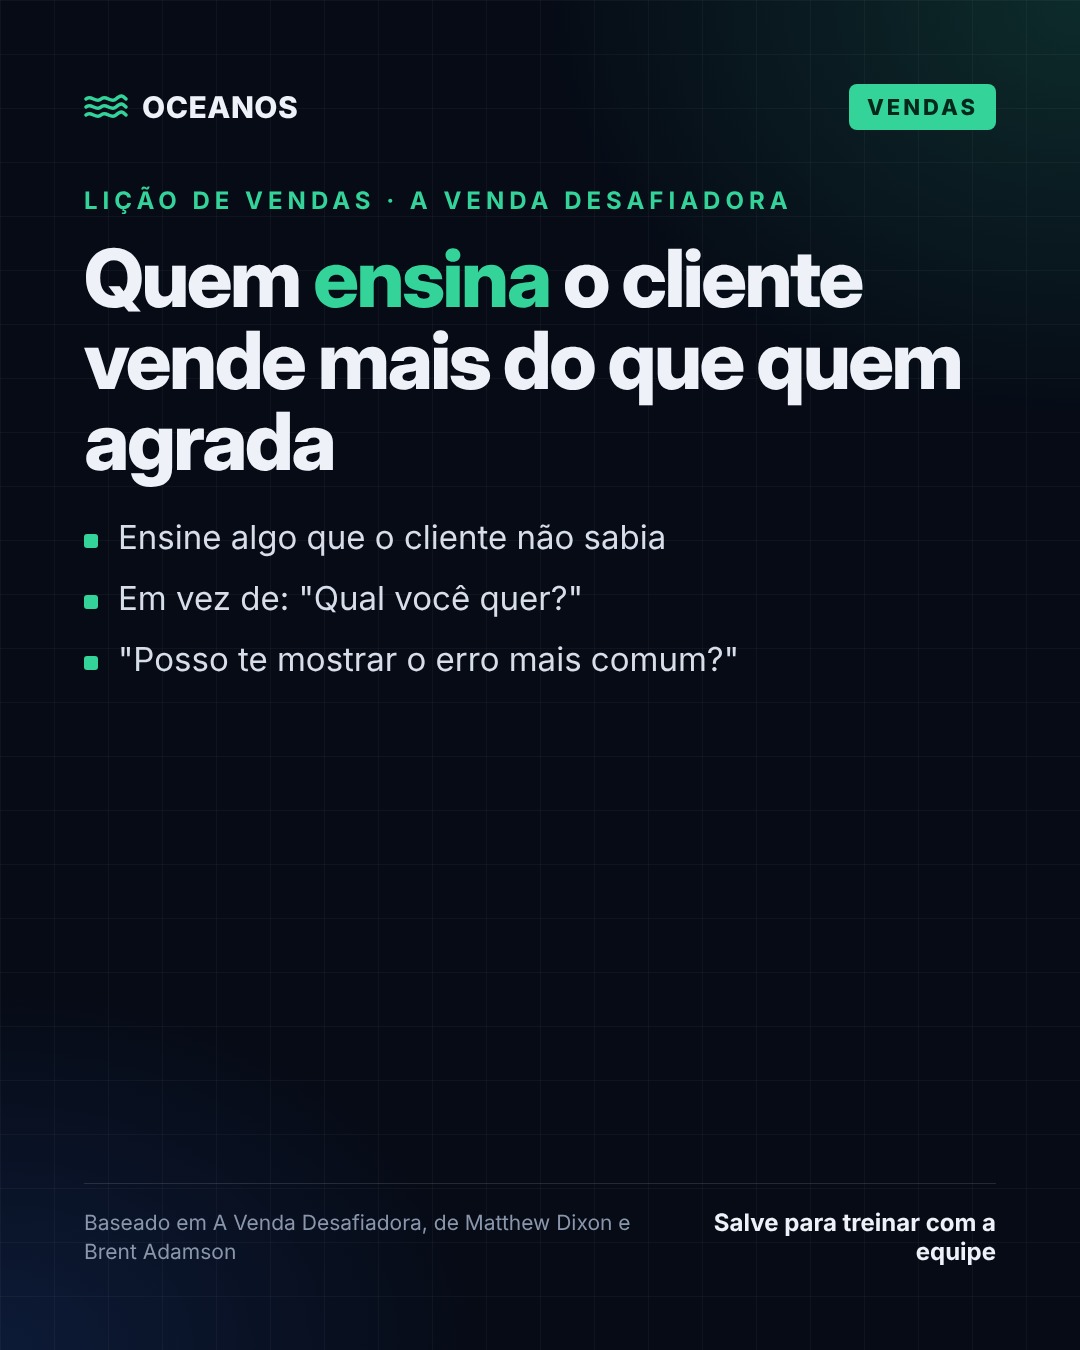 OCEANOS
VENDAS
LIÇÃO DE VENDAS · A VENDA DESAFIADORA
Quem ensina o cliente
vende mais do que quem
agrada
Ensine algo que o cliente não sabia
Em vez de: "Qual você quer?"
"Posso te mostrar o erro mais comum?"
Baseado em A Venda Desafiadora, de Matthew Dixon e
Brent Adamson
Salve para treinar com a
equipe